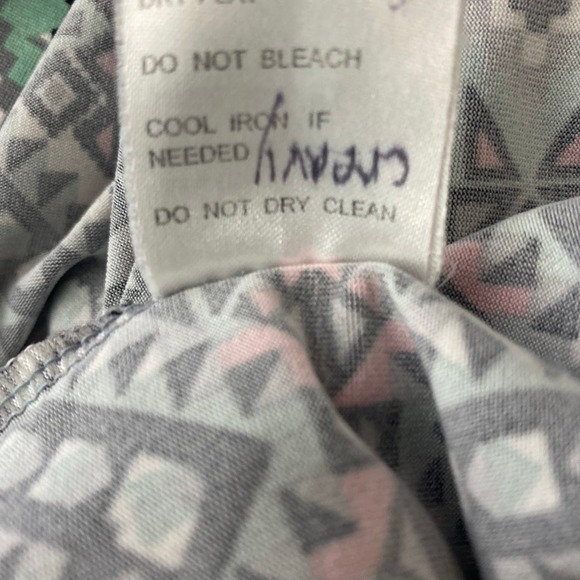 DO NOT BLEACH
COOL IRON IF
NEEDED
DO NOT DRY CLEAN